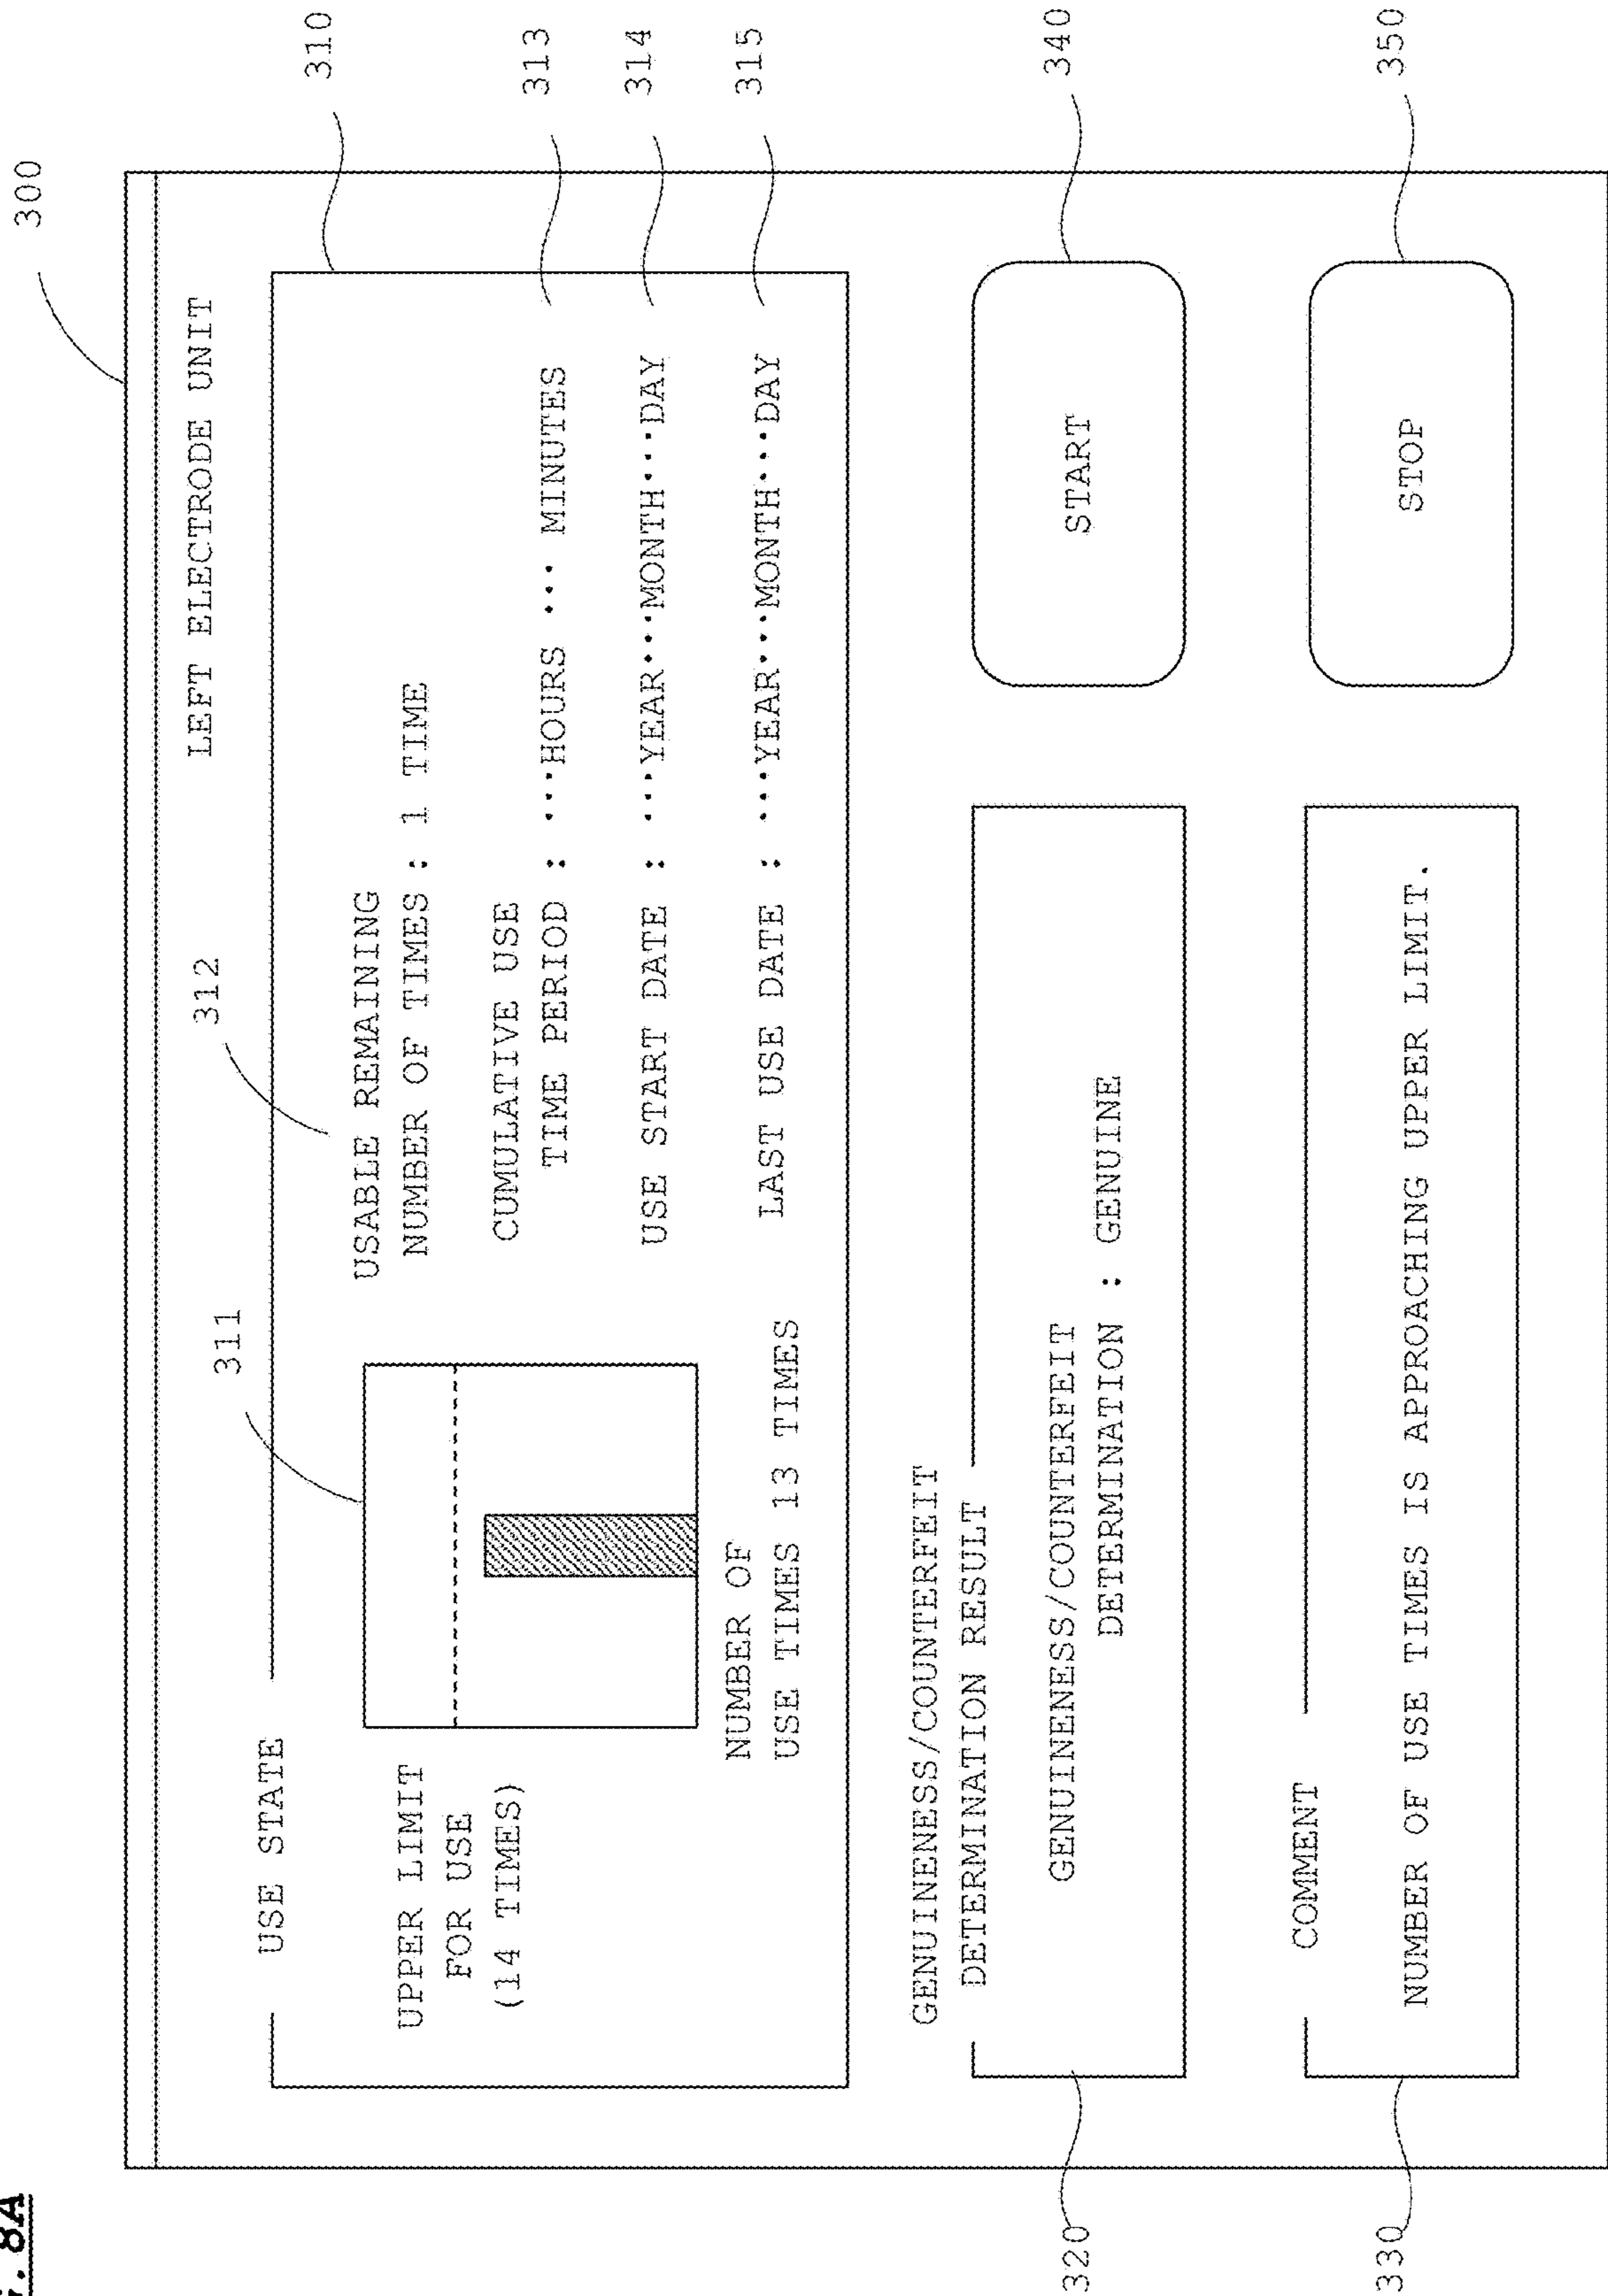 . 8A
300
LEFT ELECTRODE UNIT
310
USE STATE
311
312
UPPER LIMIT
FOR USE
(14 TIMES)
NUMBER OF
USE TIMES 13 TIMES
USABLE REMAINING
NUMBER OF TIMES : 1 TIME
CUMULATIVE USE
TIME PERIOD : ···HOURS ··· MINUTES
313
USE START DATE : ···YEAR···MONTH···DAY
314
LAST USE DATE : ···YEAR···MONTH···DAY
315
GENUINENESS/COUNTERFEIT
DETERMINATION RESULT
GENUINENESS/COUNTERFEIT
DETERMINATION : GENUINE
320
START
340
COMMENT
NUMBER OF USE TIMES IS APPROACHING UPPER LIMIT.
330
STOP
350